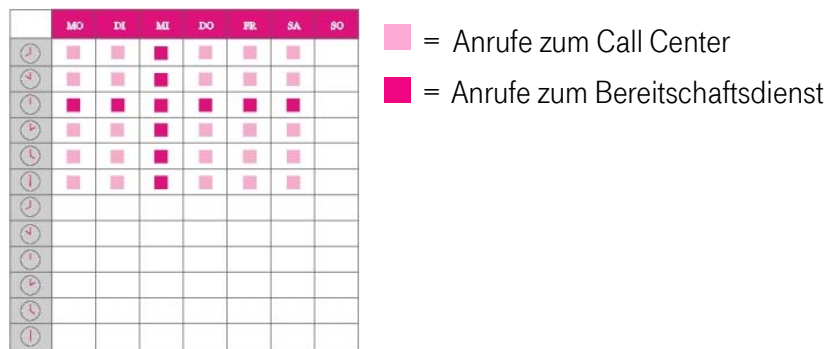 MO DI MI DO FR SA SO
= Anrufe zum Call Center
= Anrufe zum Bereitschaftsdienst